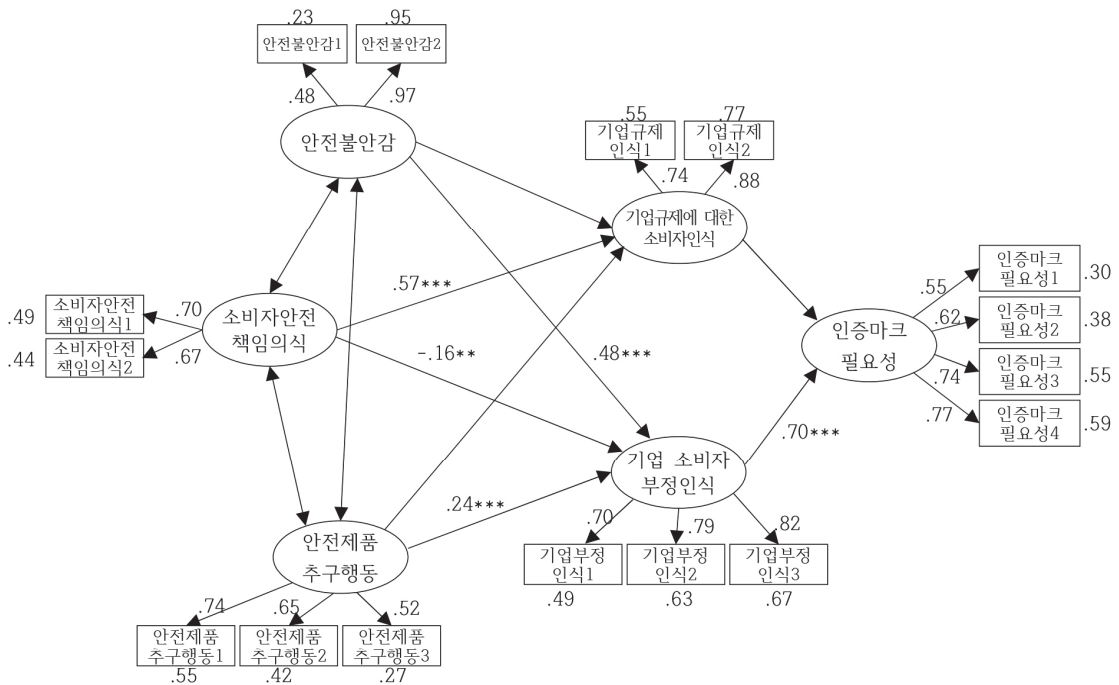 .23
.95
안전불안감1
안전불안감2
.48
.97
안전불안감
.55
.77
기업규제
인식1
기업규제
인식2
.74
.88
기업규제에 대한
소비자인식
.57***
.49
소비자안전
책임의식1
.70
.44
소비자안전
책임의식2
.67
소비자안전
책임의식
-.16**
.48***
인증마크
필요성
.55
인증마크
필요성1
.30
.62
인증마크
필요성2
.38
.74
인증마크
필요성3
.55
.77
인증마크
필요성4
.59
.70***
기업 소비자
부정인식
.24***
.70
.79
.82
기업부정
인식1
기업부정
인식2
기업부정
인식3
.49
.63
.67
안전제품
추구행동
.74
.65
.52
안전제품
추구행동1
안전제품
추구행동2
안전제품
추구행동3
.55
.42
.27